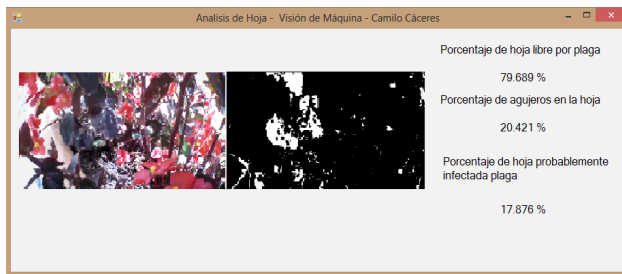 Analisis de Hoja - Visión de Máquina - Camilo Cáceres
Porcentaje de hoja libre por plaga
79.689 %
Porcentaje de agujeros en la hoja
20.421 %
Porcentaje de hoja probablemente
infectada plaga
17.876 %